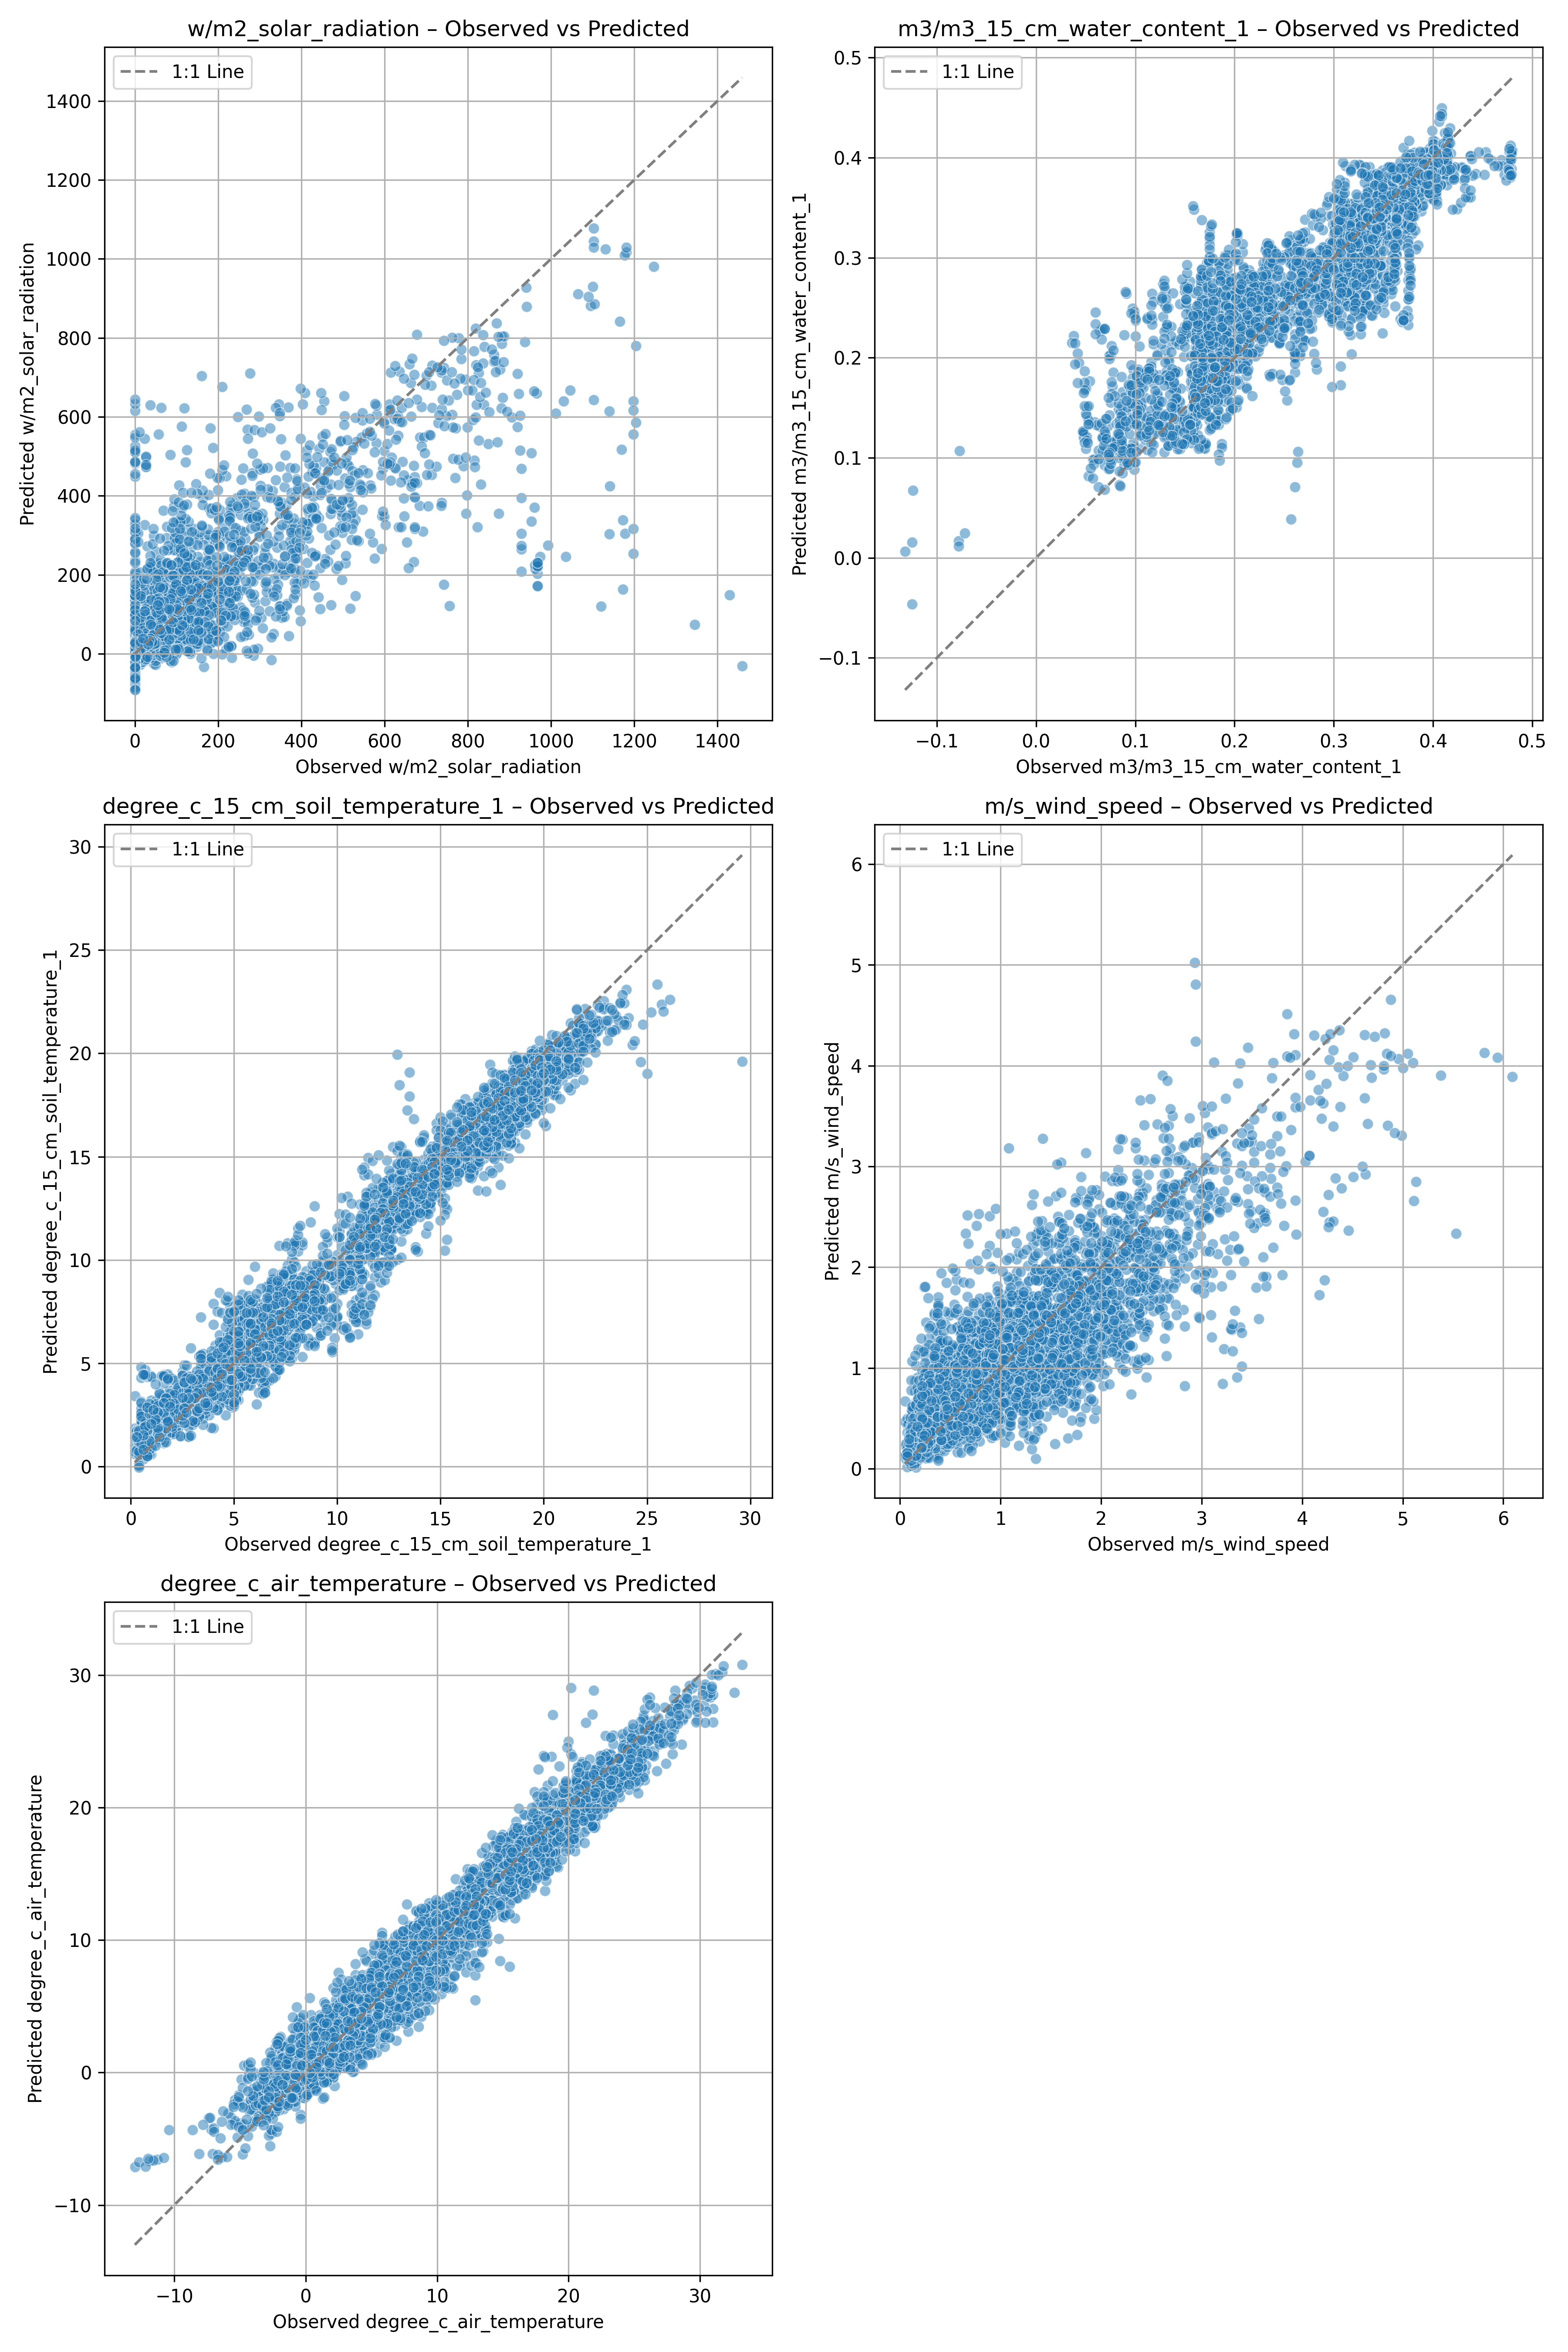 w/m2_solar_radiation – Observed vs Predicted
1:1 Line
Predicted w/m2_solar_radiation
1400
1200
1000
800
600
400
200
0
0 200 400 600 800 1000 1200 1400
Observed w/m2_solar_radiation
m3/m3_15_cm_water_content_1 – Observed vs Predicted
1:1 Line
Predicted m3/m3_15_cm_water_content_1
0.5
0.4
0.3
0.2
0.1
0.0
−0.1
−0.1 0.0 0.1 0.2 0.3 0.4 0.5
Observed m3/m3_15_cm_water_content_1
degree_c_15_cm_soil_temperature_1 – Observed vs Predicted
1:1 Line
Predicted degree_c_15_cm_soil_temperature_1
30
25
20
15
10
5
0
0 5 10 15 20 25 30
Observed degree_c_15_cm_soil_temperature_1
m/s_wind_speed – Observed vs Predicted
1:1 Line
Predicted m/s_wind_speed
6
5
4
3
2
1
0
0 1 2 3 4 5 6
Observed m/s_wind_speed
degree_c_air_temperature – Observed vs Predicted
1:1 Line
Predicted degree_c_air_temperature
30
20
10
0
−10
−10 0 10 20 30
Observed degree_c_air_temperature